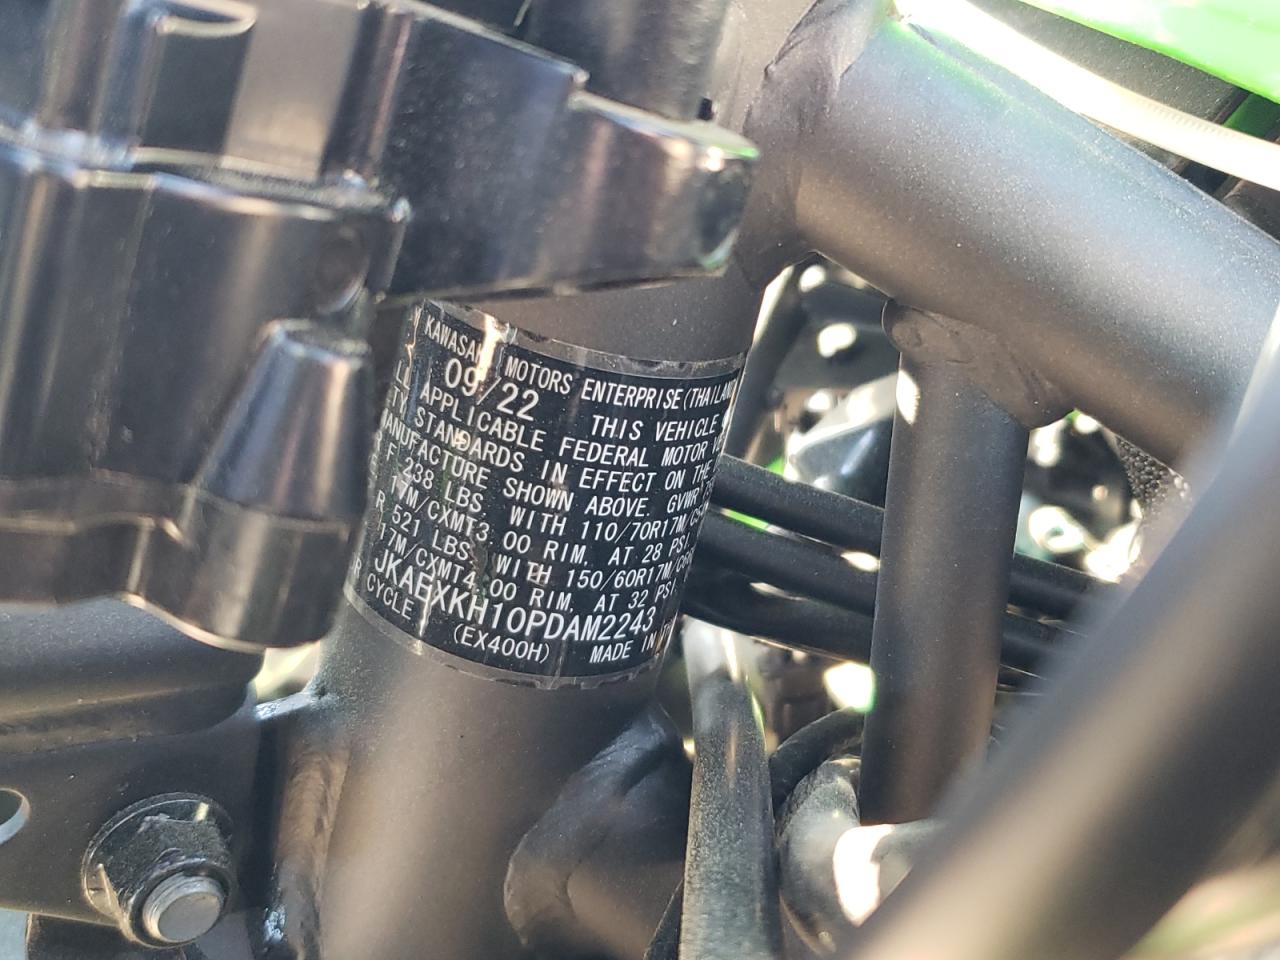 KAWASAKI MOTORS ENTERPRISE (THAILAN
09/22 THIS VEHICLE
APPLICABLE FEDERAL MOTOR
TY STANDARDS IN EFFECT ON THE
MANUFACTURE SHOWN ABOVE. GVWR
F 238 LBS. WITH 110/70R17M/C
17M/CXMT3.00 RIM, AT 28 PSI.
R 521 LBS. WITH 150/60R17M/C
17M/CXMT4.00 RIM, AT 32 PSI.
JKAEXKH10PDAM2243
CYCLE (EX400H) MADE IN